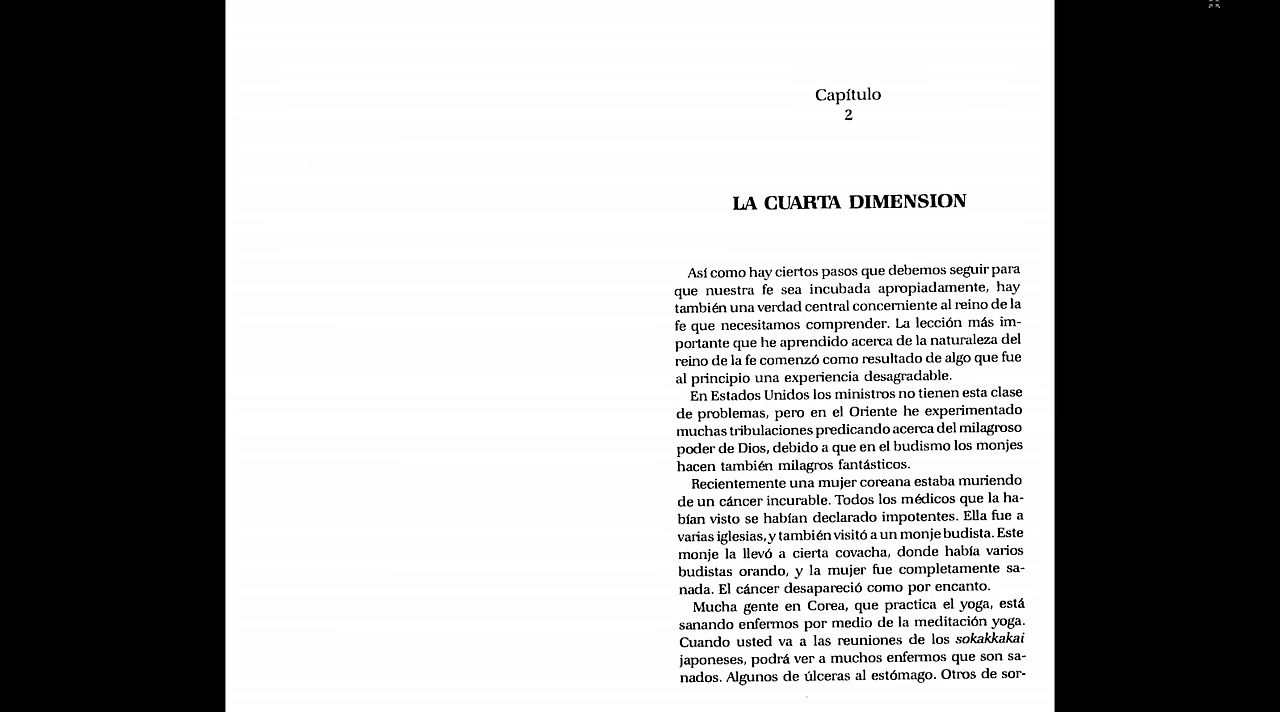 Capítulo
2
LA CUARTA DIMENSION
Así como hay ciertos pasos que debemos seguir para
que nuestra fe sea incubada apropiadamente, hay
también una verdad central concerniente al reino de la
fe que necesitamos comprender. La lección más im-
portante que he aprendido acerca de la naturaleza del
reino de la fe comenzó como resultado de algo que fue
al principio una experiencia desagradable.
En Estados Unidos los ministros no tienen esta clase
de problemas, pero en el Oriente he experimentado
muchas tribulaciones predicando acerca del milagroso
poder de Dios, debido a que en el budismo los monjes
hacen también milagros fantásticos.
Recientemente una mujer coreana estaba muriendo
de un cáncer incurable. Todos los médicos que la ha-
bían visto se habían declarado impotentes. Ella fue a
varias iglesias, y también visitó a un monje budista. Este
monje la llevó a cierta covacha, donde había varios
budistas orando, y la mujer fue completamente sa-
nada. El cáncer desapareció como por encanto.
Mucha gente en Corea, que practica el yoga, está
sanando enfermos por medio de la meditación yoga.
Cuando usted va a las reuniones de los sokakkakai
japoneses, podrá ver a muchos enfermos que son sa-
nados. Algunos de úlceras al estómago. Otros de sor-